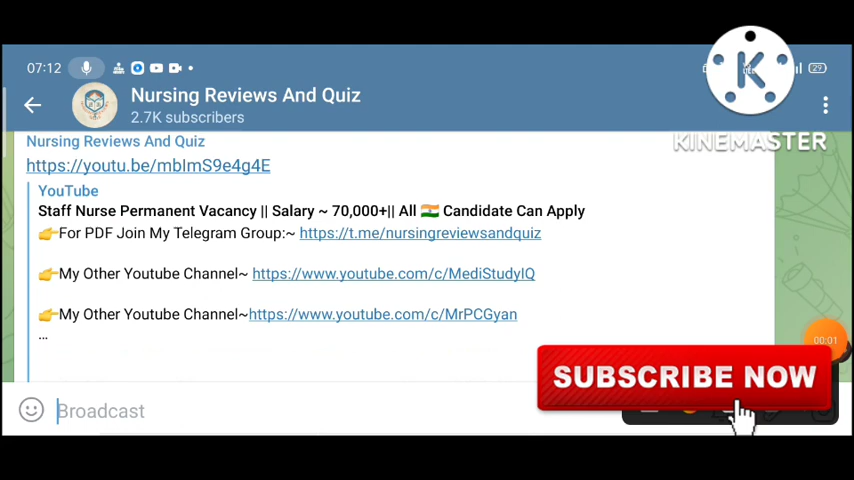 07:12
29
K
KINEMASTER
Nursing Reviews And Quiz
2.7K subscribers
Nursing Reviews And Quiz
https://youtu.be/mbImS9e4g4E
YouTube
Staff Nurse Permanent Vacancy || Salary ~ 70,000+|| All 🇮🇳 Candidate Can Apply
👉For PDF Join My Telegram Group:~ https://t.me/nursingreviewsandquiz
👉My Other Youtube Channel~ https://www.youtube.com/c/MediStudyIQ
👉My Other Youtube Channel~https://www.youtube.com/c/MrPCGyan
...
00:01
SUBSCRIBE NOW
Broadcast